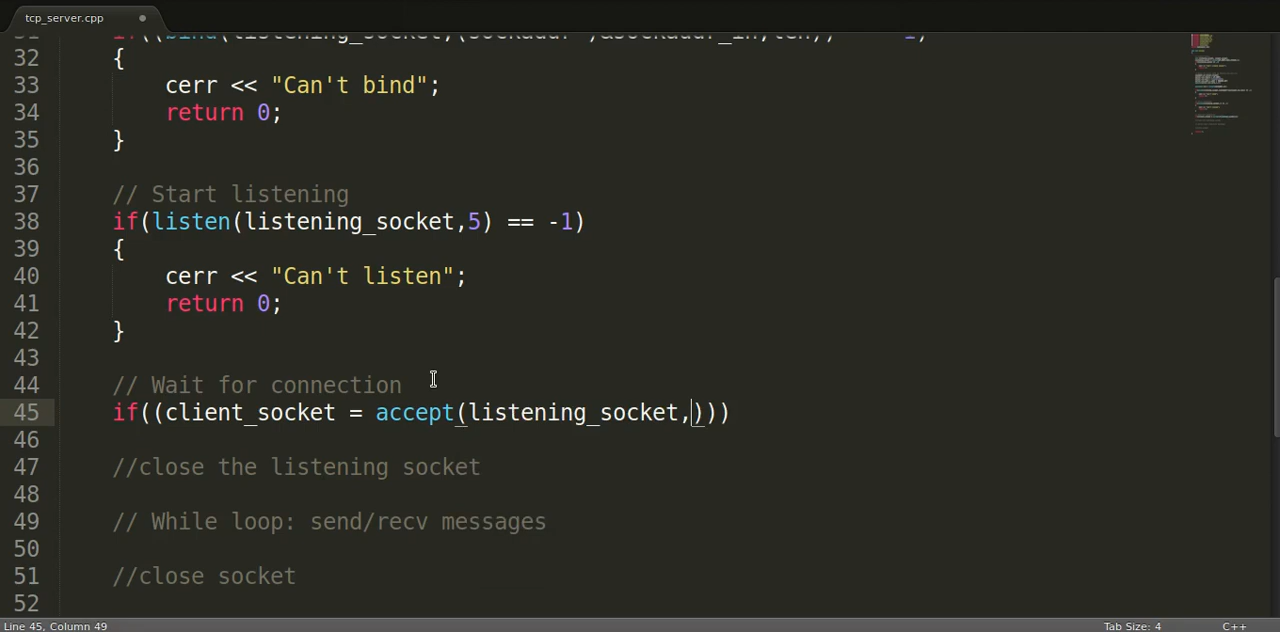 tcp_server.cpp
32 {
33 cerr << "Can't bind";
34 return 0;
35 }
36
37 // Start listening
38 if(listen(listening_socket,5) == -1)
39 {
40 cerr << "Can't listen";
41 return 0;
42 }
43
44 // Wait for connection
45 if((client_socket = accept(listening_socket,)))
46
47 //close the listening socket
48
49 // While loop: send/recv messages
50
51 //close socket
52
Line 45, Column 49 Tab Size: 4 C++